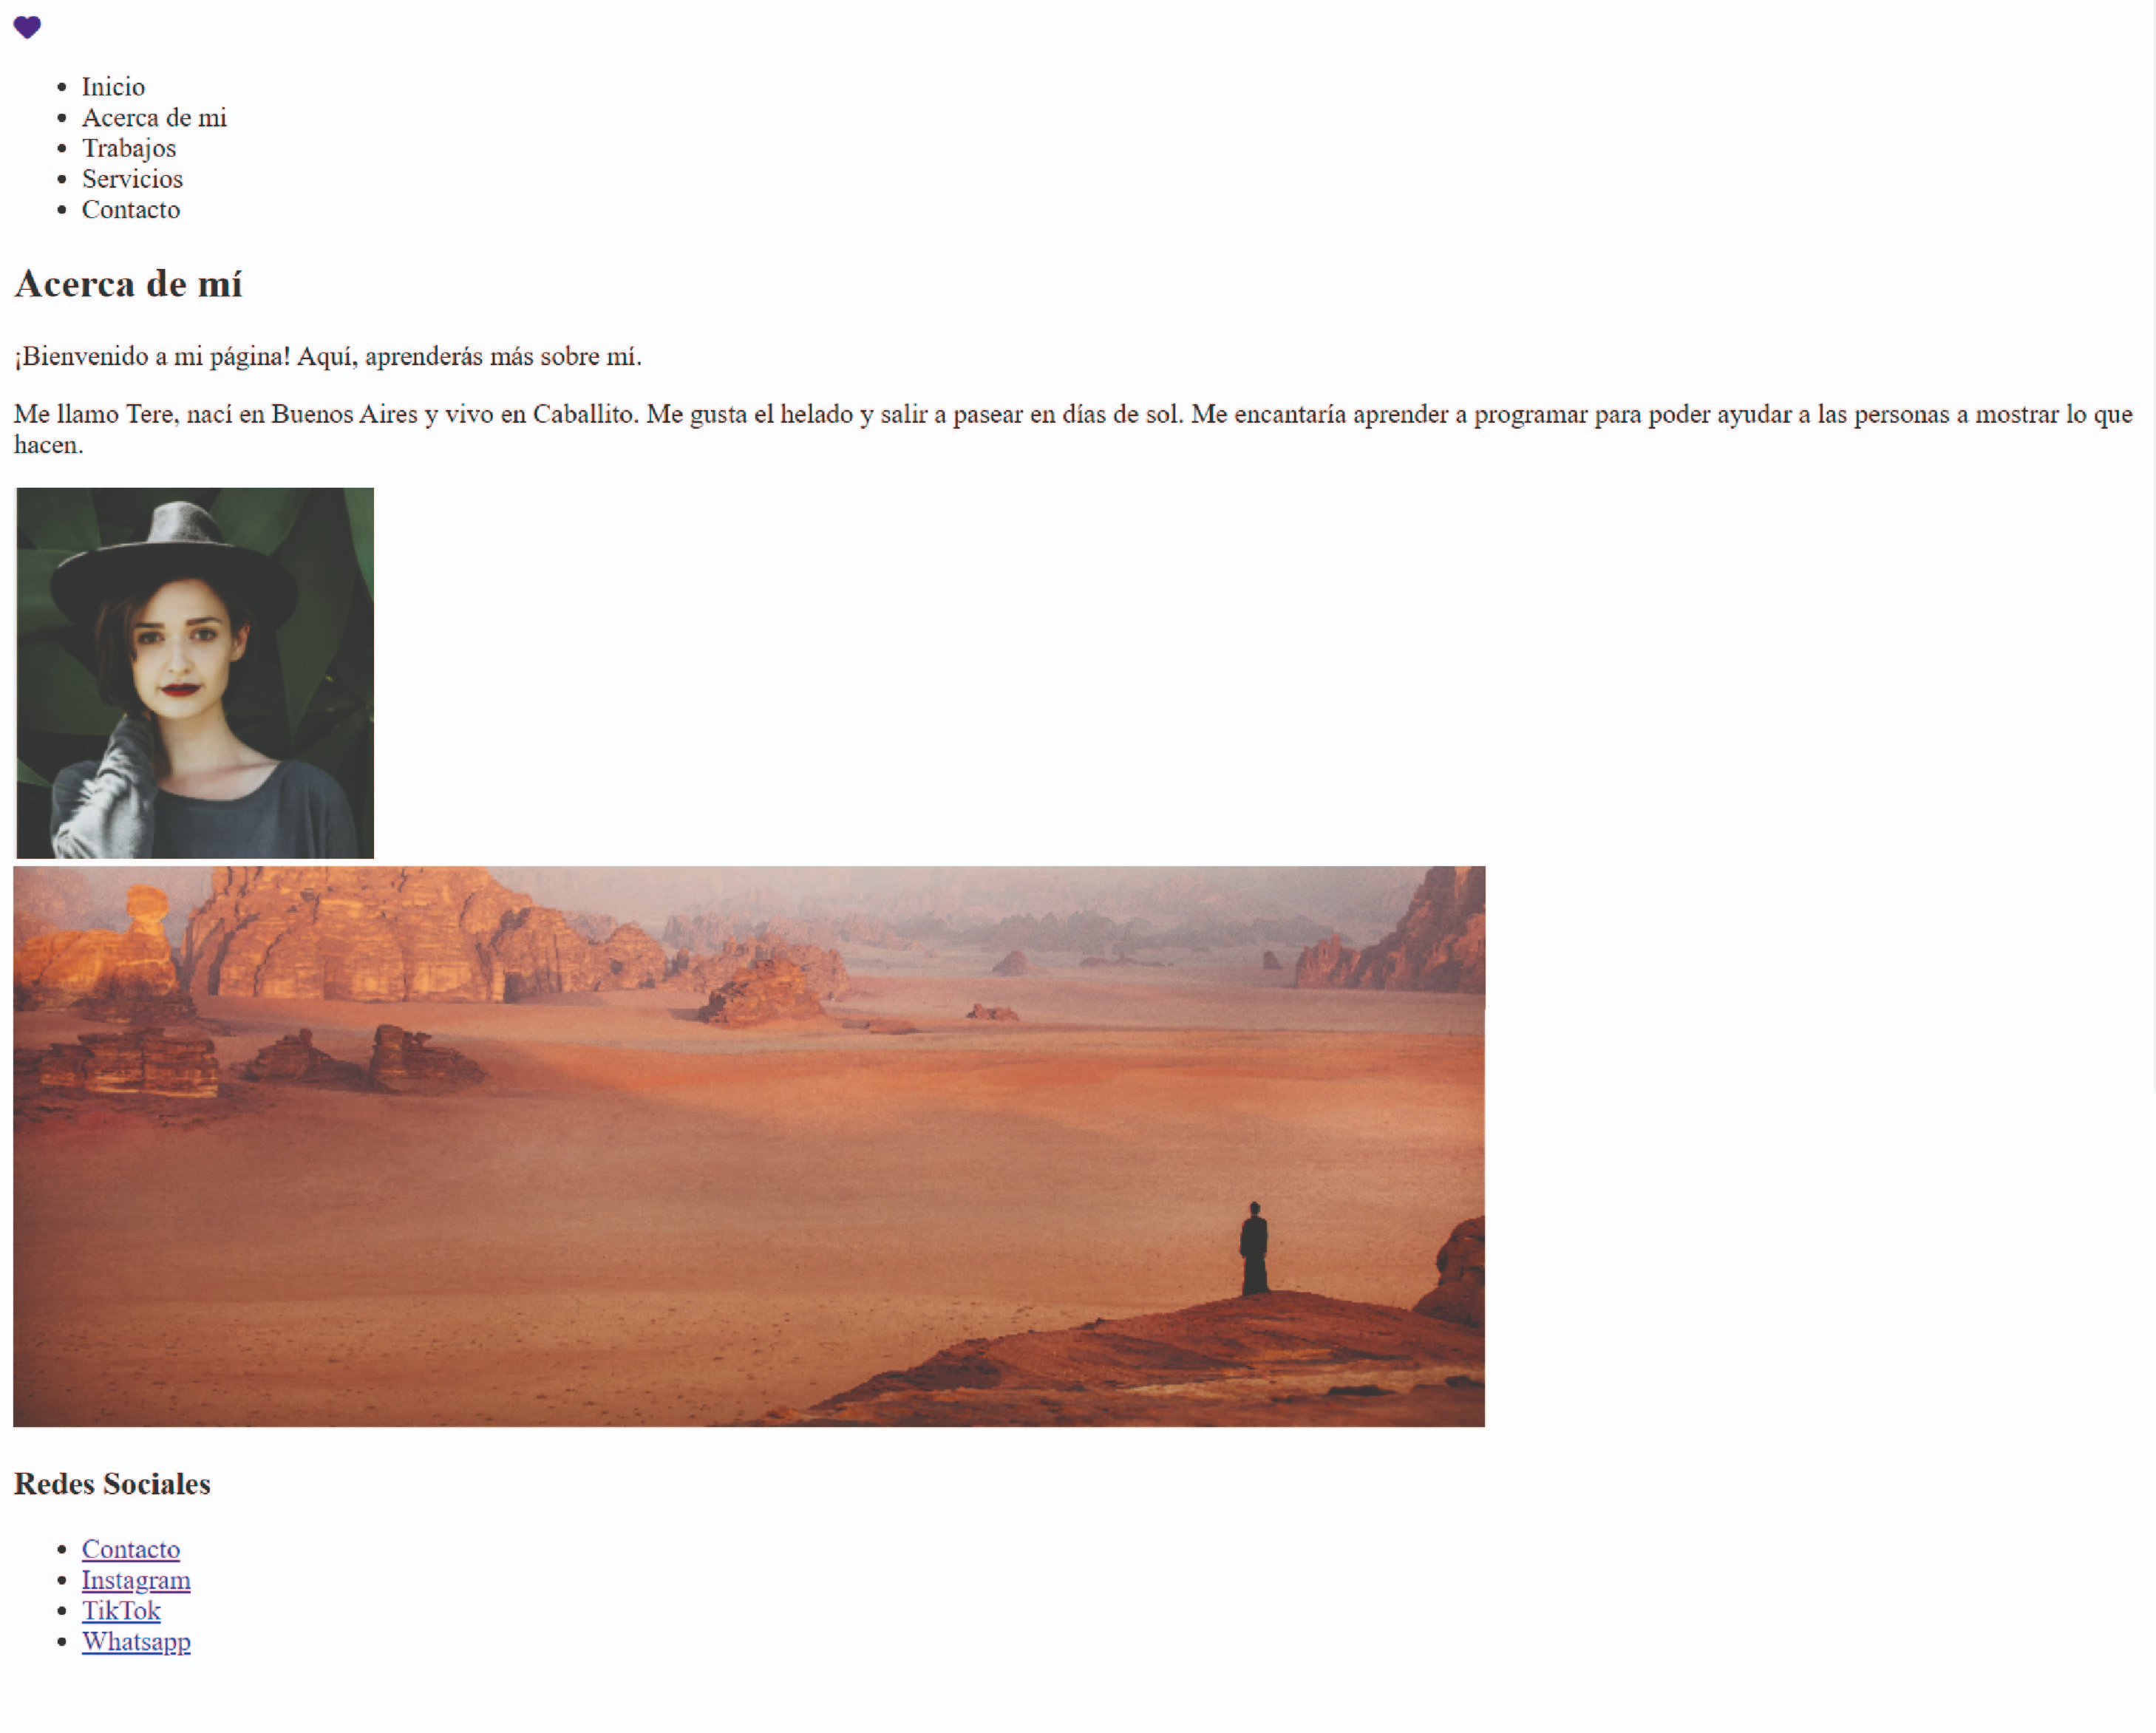 Inicio
Acerca de mi
Trabajos
Servicios
Contacto
Acerca de mí
¡Bienvenido a mi página! Aquí, aprenderás más sobre mí.
Me llamo Tere, nací en Buenos Aires y vivo en Caballito. Me gusta el helado y salir a pasear en días de sol. Me encantaría aprender a programar para poder ayudar a las personas a mostrar lo que
hacen.
Redes Sociales
Contacto
Instagram
TikTok
Whatsapp